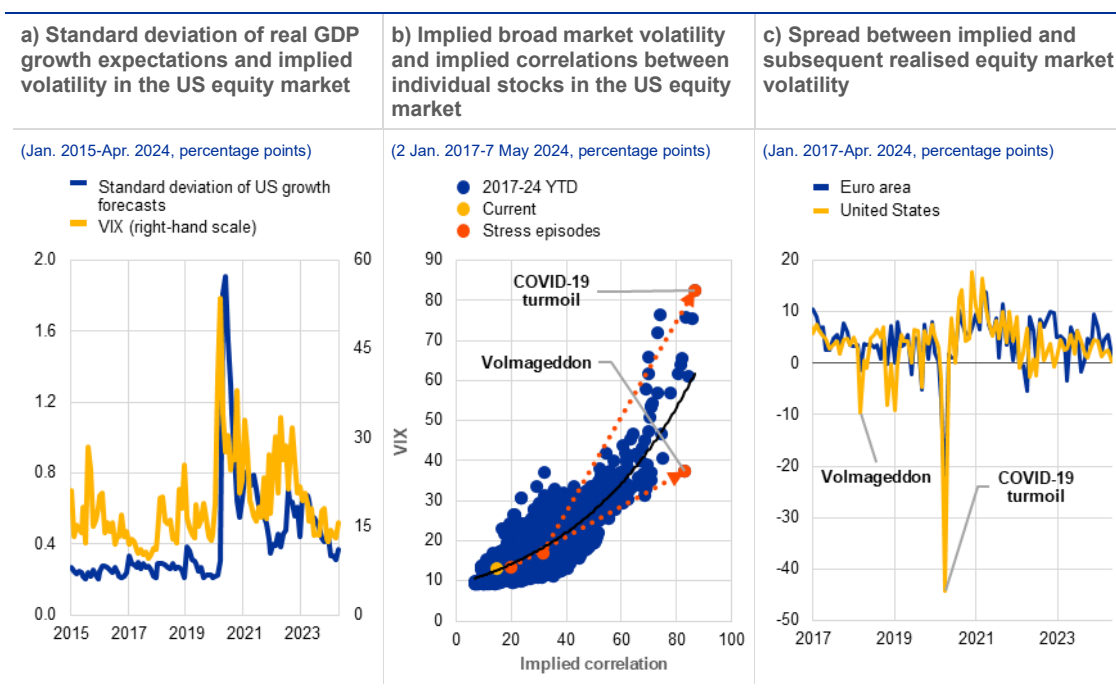 a) Standard deviation of real GDP
growth expectations and implied
volatility in the US equity market
(Jan. 2015-Apr. 2024, percentage points)
Standard deviation of US growth
forecasts
VIX (right-hand scale)
2.0
1.6
1.2
0.8
0.4
0.0
60
45
30
15
0
2015
2017
2019
2021
2023
b) Implied broad market volatility
and implied correlations between
individual stocks in the US equity
market
(2 Jan. 2017-7 May 2024, percentage points)
2017-24 YTD
Current
Stress episodes
90
80
70
60
50
40
30
20
10
0
VIX
COVID-19
turmoil
Volmageddon
0
20
40
60
80
100
Implied correlation
c) Spread between implied and
subsequent realised equity market
volatility
(Jan. 2017-Apr. 2024, percentage points)
Euro area
United States
20
10
0
-10
-20
-30
-40
-50
Volmageddon
COVID-19
turmoil
2017
2019
2021
2023